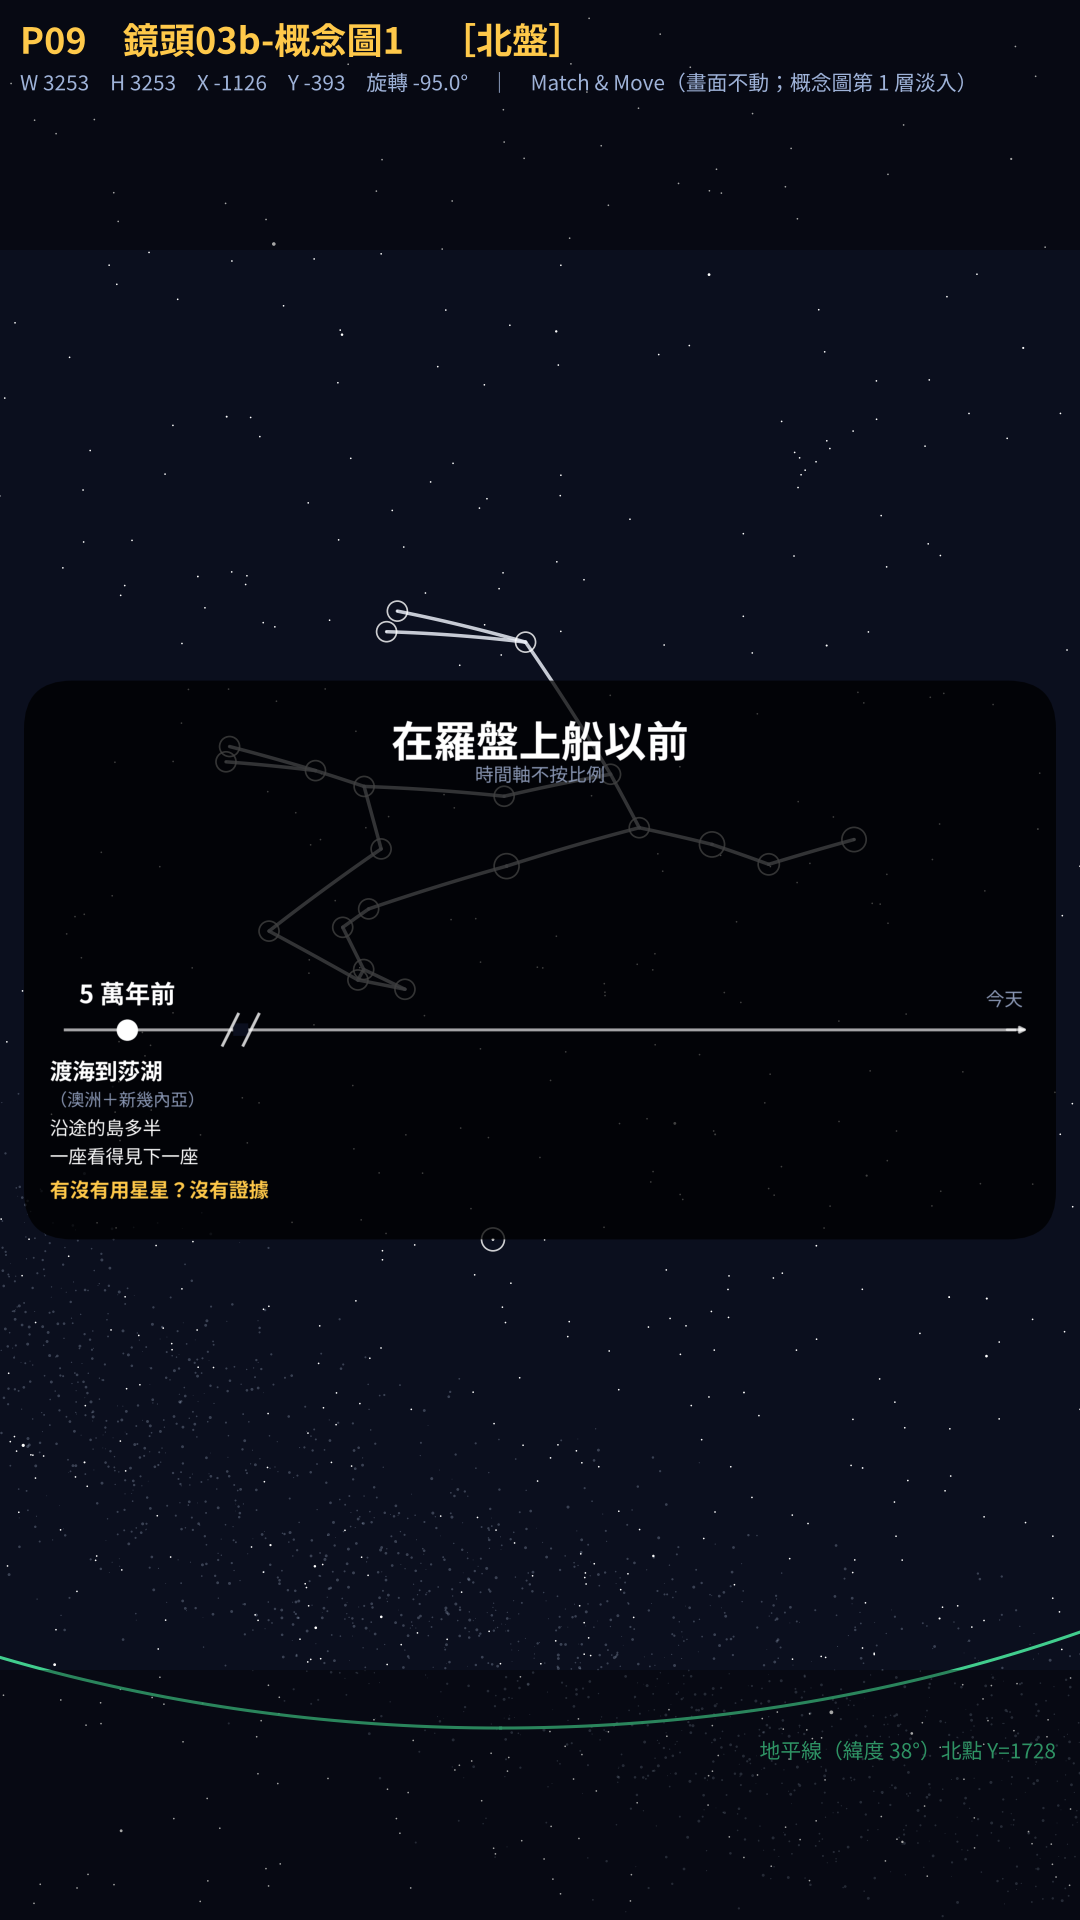 P09 鏡頭03b-概念圖1 ［北盤］
W 3253 H 3253 X -1126 Y -393 旋轉 -95.0° ｜ Match & Move（畫面不動；概念圖第 1 層淡入）
在羅盤上船以前
時間軸不按比例
5 萬年前
今天
渡海到莎湖
（澳洲＋新幾內亞）
沿途的島多半
一座看得見下一座
有沒有用星星？沒有證據
地平線（緯度 38°）北點 Y=1728